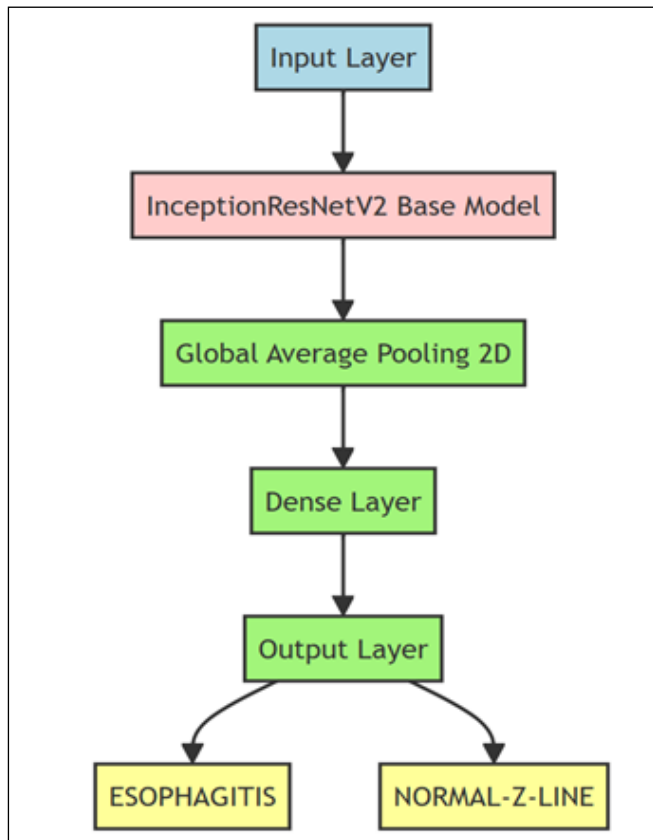 Input Layer
InceptionResNetV2 Base Model
Global Average Pooling 2D
Dense Layer
Output Layer
ESOPHAGITIS
NORMAL-Z-LINE